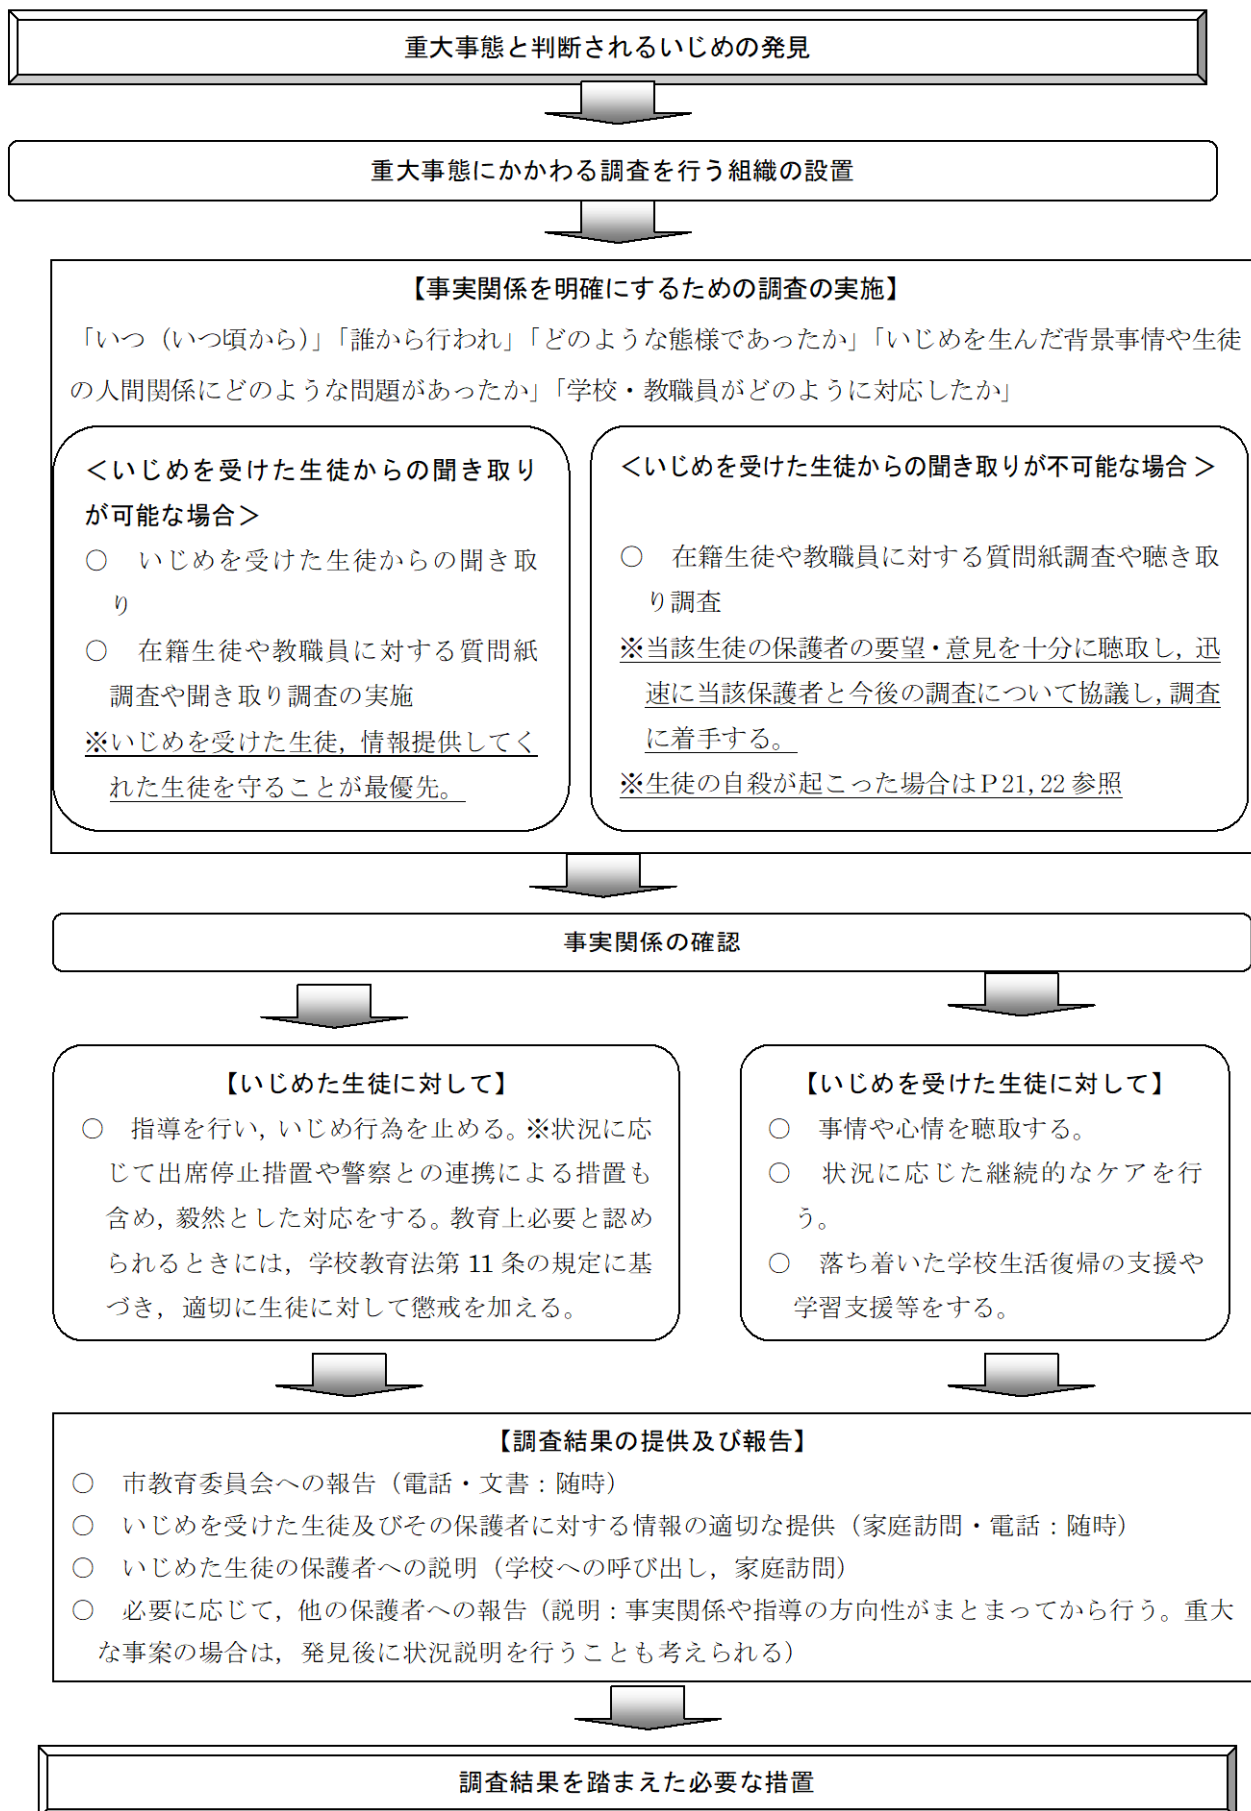 重大事態と判断されるいじめの発見
重大事態にかかわる調査を行う組織の設置
【事実関係を明確にするための調査の実施】
「いつ（いつ頃から）」「誰から行われ」「どのような態様であったか」「いじめを生んだ背景事情や生徒
の人間関係にどのような問題があったか」「学校・教職員がどのように対応したか」
＜いじめを受けた生徒からの聞き取り
が可能な場合＞
○　いじめを受けた生徒からの聞き取
り
○　在籍生徒や教職員に対する質問紙
調査や聞き取り調査の実施
※いじめを受けた生徒，情報提供してく
れた生徒を守ることが最優先。
＜いじめを受けた生徒からの聞き取りが不可能な場合＞
○　在籍生徒や教職員に対する質問紙調査や聴き取
り調査
※当該生徒の保護者の要望・意見を十分に聴取し，迅
速に当該保護者と今後の調査について協議し，調査
に着手する。
※生徒の自殺が起こった場合はＰ21，22 参照
事実関係の確認
【いじめた生徒に対して】
○　指導を行い，いじめ行為を止める。※状況に応
じて出席停止措置や警察との連携による措置も
含め，毅然とした対応をする。教育上必要と認め
られるときには，学校教育法第 11 条の規定に基
づき，適切に生徒に対して懲戒を加える。
【いじめを受けた生徒に対して】
○　事情や心情を聴取する。
○　状況に応じた継続的なケアを行
う。
○　落ち着いた学校生活復帰の支援や
学習支援等をする。
【調査結果の提供及び報告】
○　市教育委員会への報告（電話・文書：随時）
○　いじめを受けた生徒及びその保護者に対する情報の適切な提供（家庭訪問・電話：随時）
○　いじめた生徒の保護者への説明（学校への呼び出し，家庭訪問）
○　必要に応じて，他の保護者への報告（説明：事実関係や指導の方向性がまとまってから行う。重大
な事案の場合は，発見後に状況説明を行うことも考えられる）
調査結果を踏まえた必要な措置